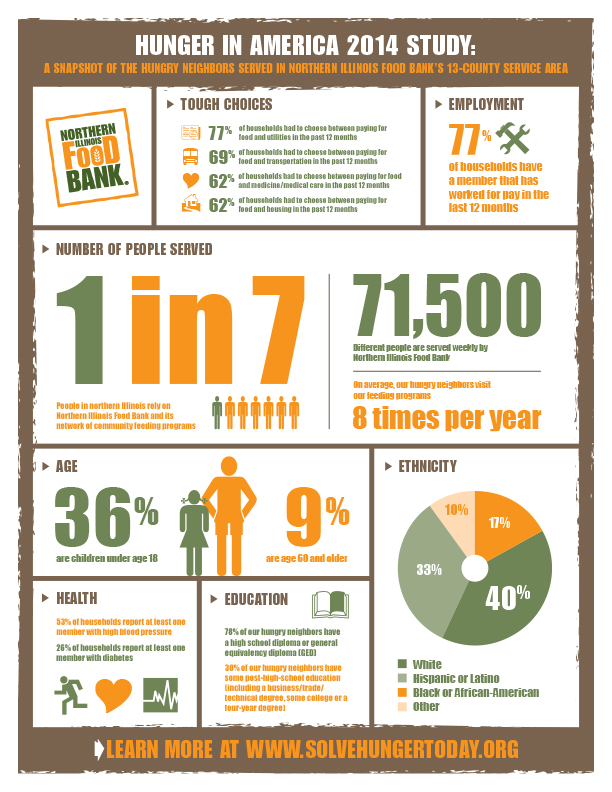 HUNGER IN AMERICA 2014 STUDY:
A SNAPSHOT OF THE HUNGRY NEIGHBORS SERVED IN NORTHERN ILLINOIS FOOD BANK'S 13-COUNTY SERVICE AREA
NORTHERN
ILLINOIS
FOOD
BANK.
TOUGH CHOICES
77% of households had to choose between paying for
food and utilities in the past 12 months
69% of households had to choose between paying for
food and transportation in the past 12 months
62% of households had to choose between paying for food
and medicine/medical care in the past 12 months
62% of households had to choose between paying for
food and housing in the past 12 months
EMPLOYMENT
77%
of households have
a member that has
worked for pay in the
last 12 months
NUMBER OF PEOPLE SERVED
1 in 7
People in northern Illinois rely on
Northern Illinois Food Bank and its
network of community feeding programs
71,500
Different people are served weekly by
Northern Illinois Food Bank
On average, our hungry neighbors visit
our feeding programs
8 times per year
AGE
36%
are children under age 18
9%
are age 60 and older
ETHNICITY
10%
17%
33%
40%
White
Hispanic or Latino
Black or African-American
Other
HEALTH
53% of households report at least one
member with high blood pressure
26% of households report at least one
member with diabetes
EDUCATION
78% of our hungry neighbors have
a high school diploma or general
equivalency diploma (GED)
30% of our hungry neighbors have
some post-high-school education
(including a business/trade/
technical degree, some college or a
four-year degree)
LEARN MORE AT WWW.SOLVEHUNGERTODAY.ORG